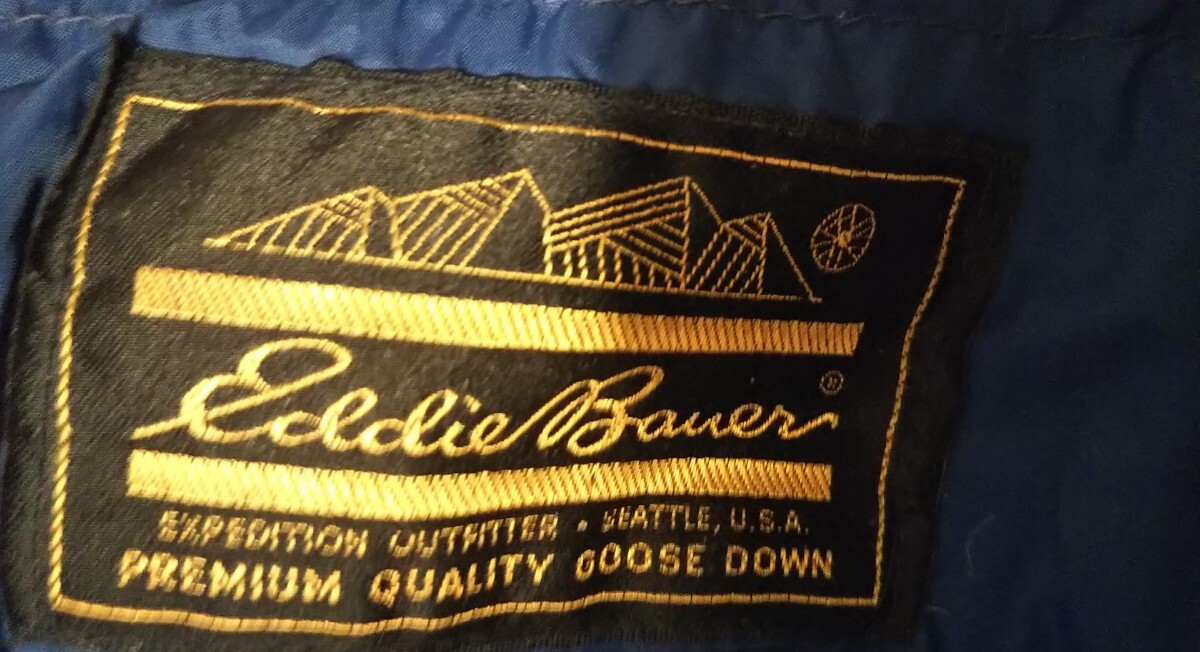 Eddie Bauer®
EXPEDITION OUTFITTER • SEATTLE, U.S.A.
PREMIUM QUALITY GOOSE DOWN